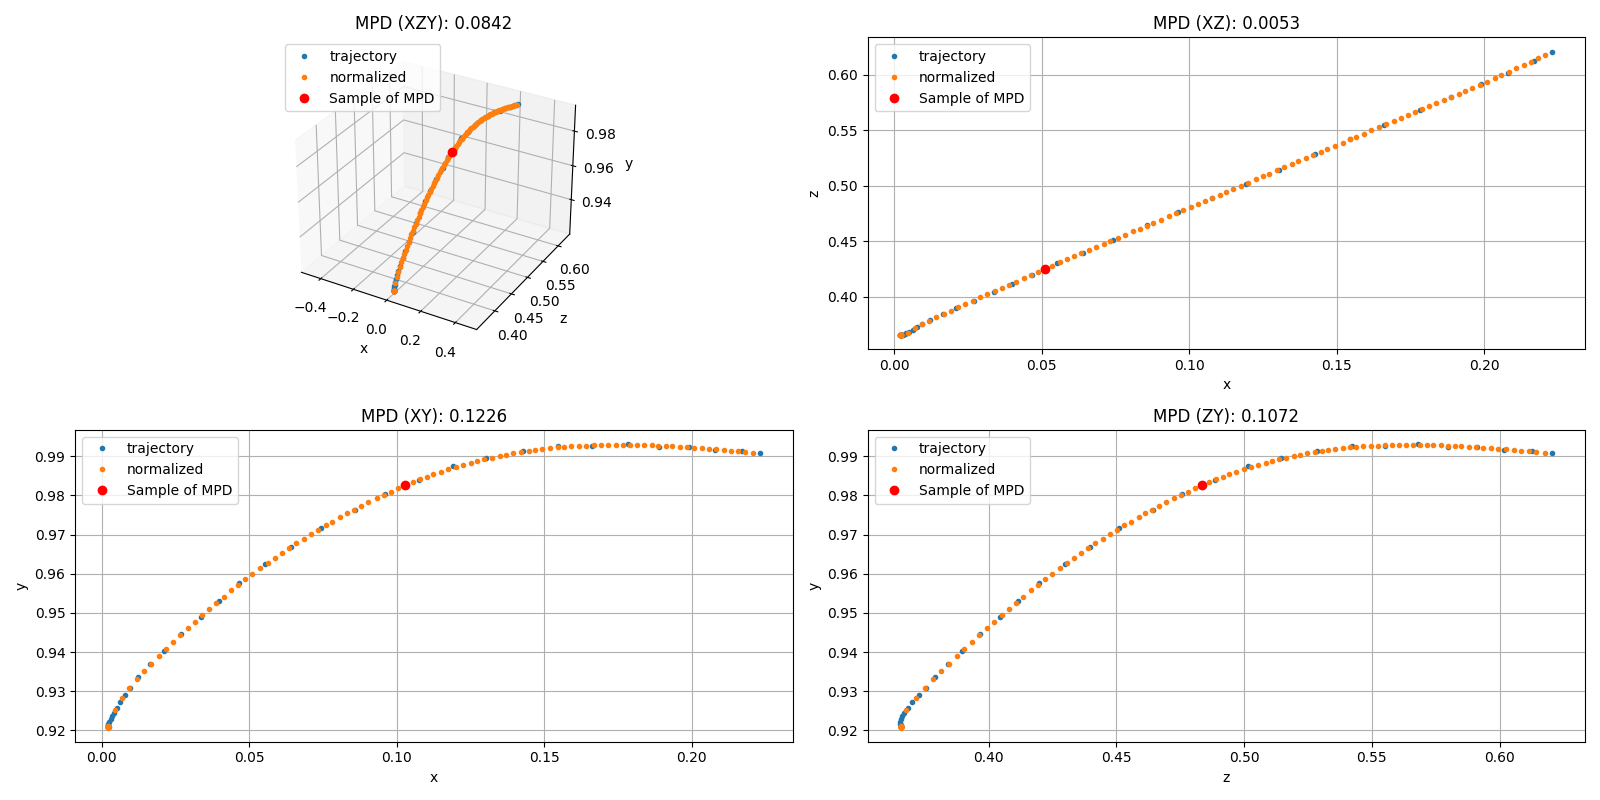 MPD (XZY): 0.0842
trajectory
normalized
Sample of MPD
0.98
0.96
0.94
y
0.60
0.55
0.50
0.45
0.40
z
−0.4
−0.2
0.0
0.2
0.4
x
MPD (XZ): 0.0053
trajectory
normalized
Sample of MPD
0.60
0.55
0.50
0.45
0.40
z
0.00 0.05 0.10 0.15 0.20
x
MPD (XY): 0.1226
trajectory
normalized
Sample of MPD
0.99
0.98
0.97
0.96
0.95
0.94
0.93
0.92
y
0.00 0.05 0.10 0.15 0.20
x
MPD (ZY): 0.1072
trajectory
normalized
Sample of MPD
0.99
0.98
0.97
0.96
0.95
0.94
0.93
0.92
y
0.40 0.45 0.50 0.55 0.60
z